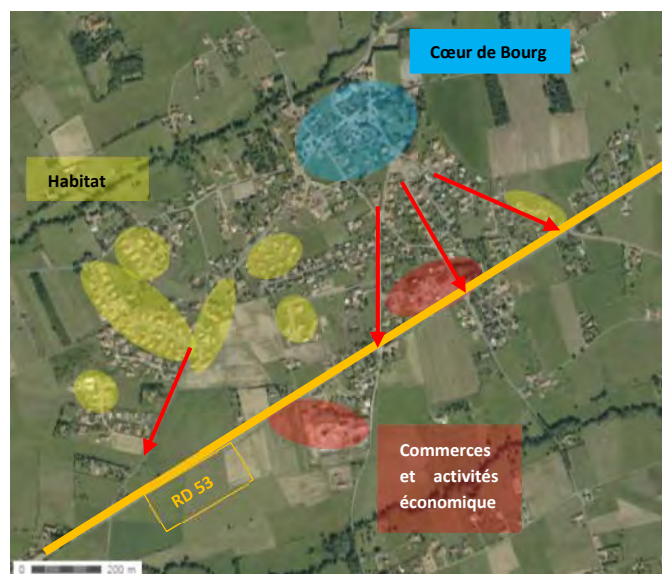 Cœur de Bourg
Habitat
Commerces
et activités
économique
RD 53
0 200 m